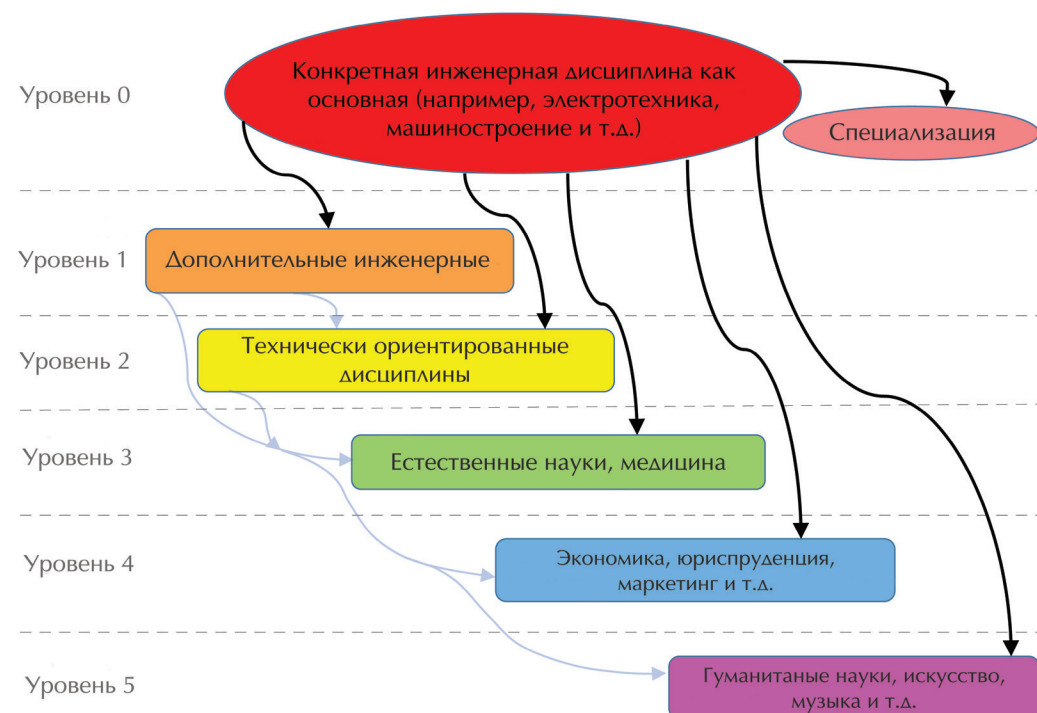 Уровень 0
Конкретная инженерная дисциплина как
основная (например, электротехника,
машиностроение и т.д.)
Специализация
Уровень 1
Дополнительные инженерные
Уровень 2
Технически ориентированные
дисциплины
Уровень 3
Естественные науки, медицина
Уровень 4
Экономика, юриспруденция,
маркетинг и т.д.
Уровень 5
Гуманитаные науки, искусство,
музыка и т.д.